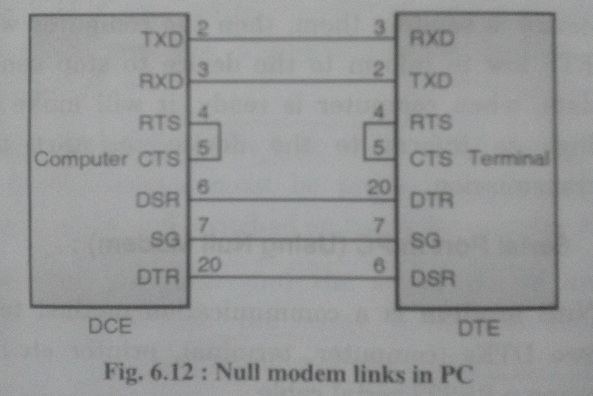 TXD 2 3 RXD
RXD 3 2 TXD
RTS 4 4 RTS
Computer CTS 5 5 CTS Terminal
DSR 6 20 DTR
SG 7 7 SG
DTR 20 6 DSR
DCE DTE
Fig. 6.12 : Null modem links in PC